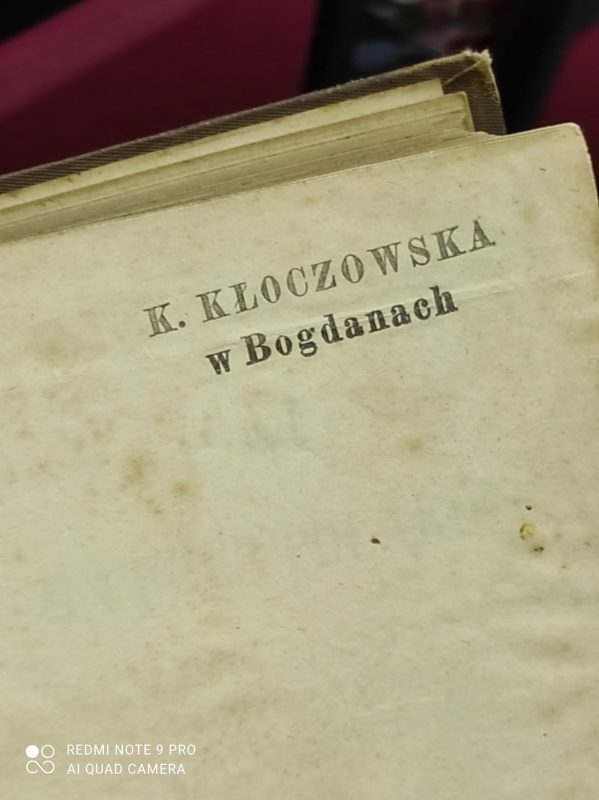 K. KŁOCZOWSKA
w Bogdanach
REDMI NOTE 9 PRO
AI QUAD CAMERA